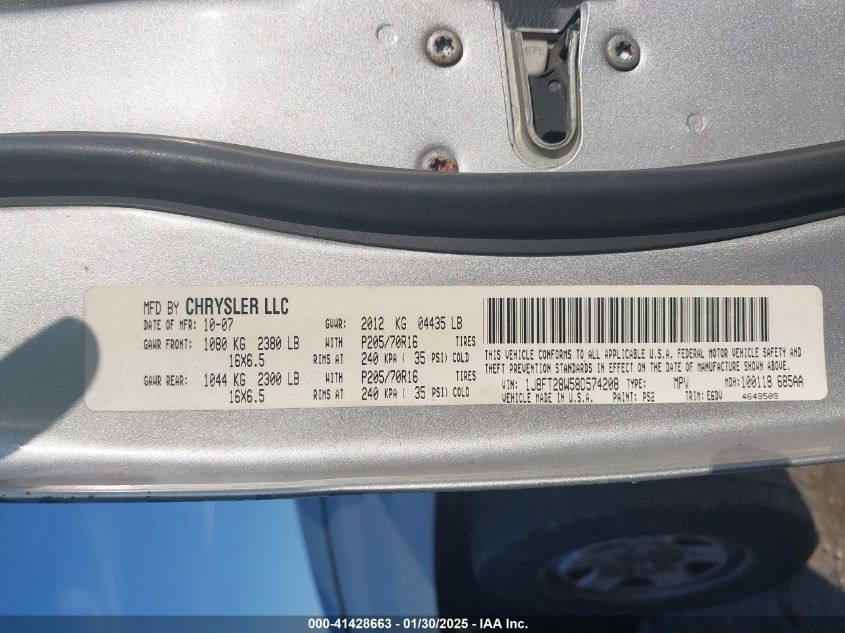 67L
MFD BY CHRYSLER LLC
DATE OF MFR: 10-07 GVWR: 2012 KG 04435 LB
GAWR FRONT: 1080 KG 2380 LB WITH P205/70R16 TIRES
16X6.5 RIMS AT 240 KPA ( 35 PSI) COLD
GAWR REAR: 1044 KG 2300 LB WITH P205/70R16 TIRES
16X6.5 RIMS AT 240 KPA ( 35 PSI) COLD
THIS VEHICLE CONFORMS TO ALL APPLICABLE U.S.A. FEDERAL MOTOR VEHICLE SAFETY AND
THEFT PREVENTION STANDARDS IN EFFECT ON THE DATE OF MANUFACTURE SHOWN ABOVE.
VIN: 1J8FT28W58D574208 TYPE: MPV MDH: 100118 685AA
VEHICLE MADE IN U.S.A. PAINT: PS2 TRIM: E6DV 4648509
000-41428663 - 01/30/2025 - IAA Inc.